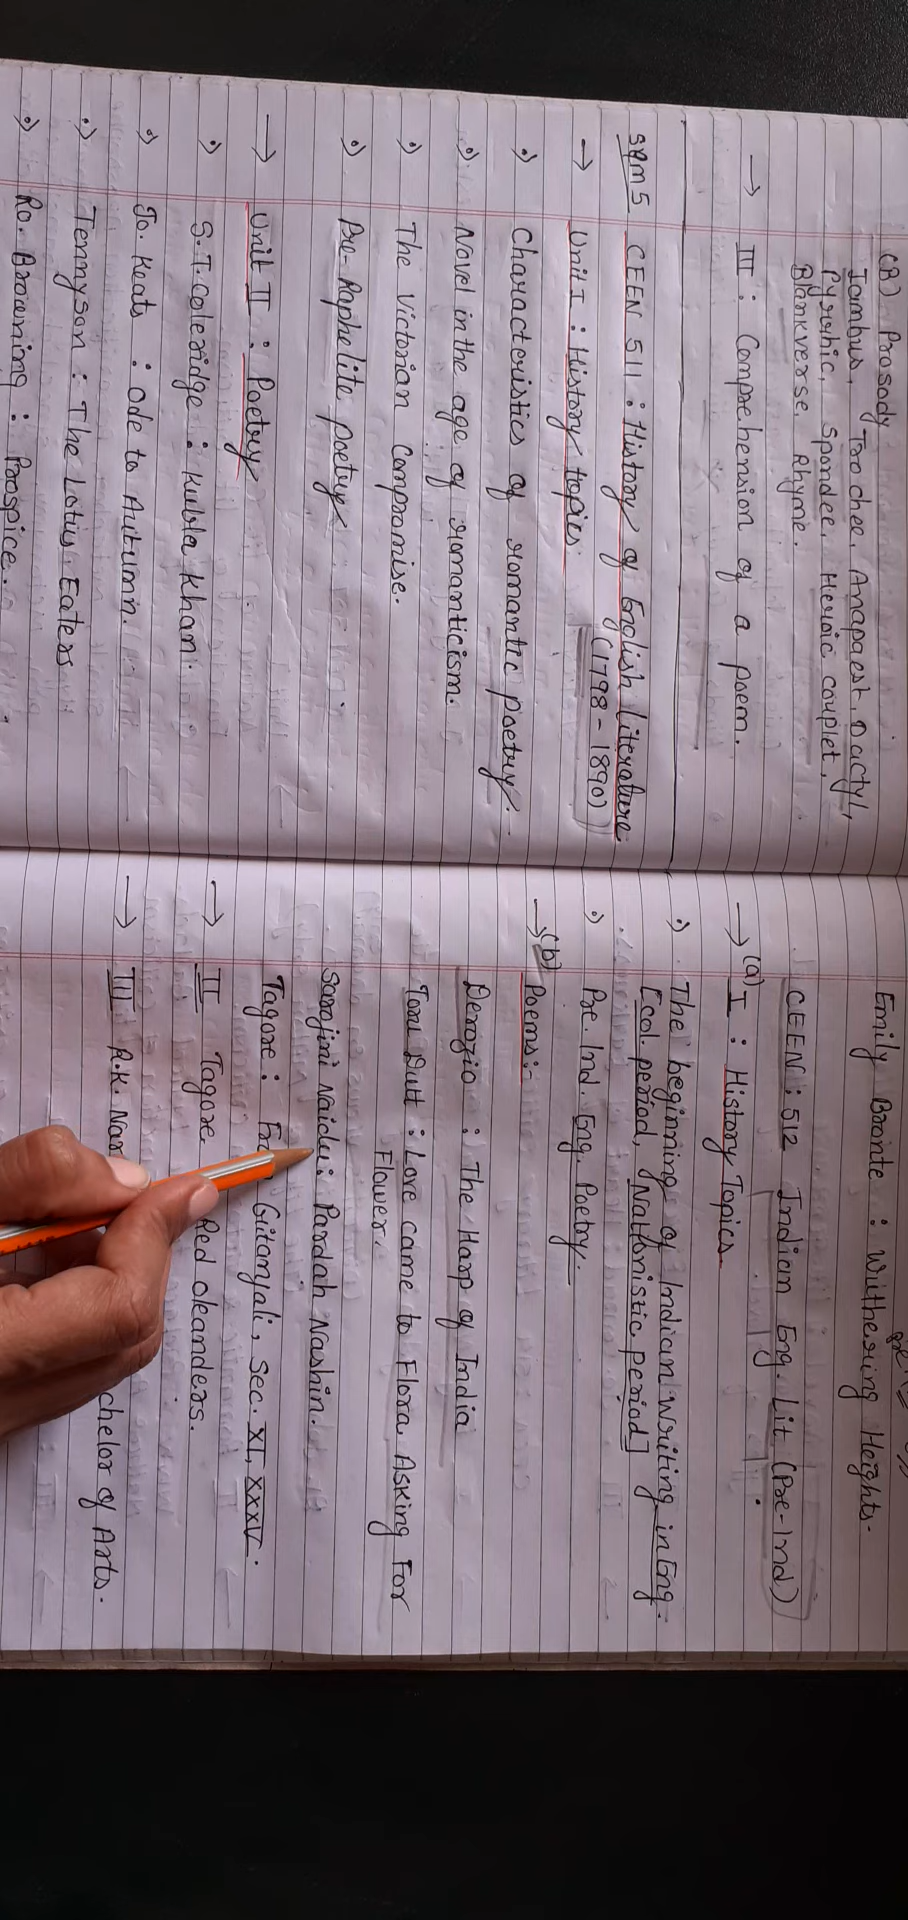 (B) Prosody
Iambus, Trochee, Anapaest, Dactyl,
Pyrrhic, Spondee, Heroic couplet,
Blankverse, Rhyme.
→ III : Comprehension of a poem.
Sem 5 CEEN 511 : History of English Literature
(1798 - 1890)
→ Unit I : History topics
Characteristics of romantic poetry.
Novel in the age of romanticism.
The Victorian Compromise.
Pre-Raphelite poetry
→ Unit II : Poetry
S.T. Coleridge : Kubla Khan.
Jo. Keats : Ode to Autumn.
Tennyson : The Lotus Eaters
Ro. Browning : Prospice.
Emily Bronte : Wuthering Heights.
CEEN : 512 Indian Eng. Lit (Pre-Ind)
→ (a) I : History Topics.
The beginning of Indian writing in Eng.
[Col period, Nationistic period]
Pre. Ind. Eng. Poetry.
→ (b) Poems:-
Derozio : The Harp of India
Toru Dutt : Love came to Flora Asking For
Flower.
Sarojini Naidu : Pardah Nashin.
Tagore : Gitanjali, Sec. XI, XXXV.
→ II Tagore Red oleanders.
→ III R.K. Nar chelor of Arts.